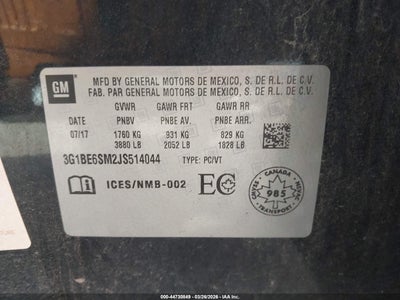 GM
MFD BY GENERAL MOTORS DE MEXICO, S. DE R.L. DE C.V.
FAB. PAR GENERAL MOTORS DE MEXICO, S. DE R.L. DE C.V.
GVWR GAWR FRT GAWR RR
DATE PNBV PNBE AV. PNBE ARR.
07/17 1760 KG 931 KG 829 KG
3880 LB 2052 LB 1828 LB
3G1BE6SM2JS514044 TYPE: PC/VT
ICES/NMB-002
EC
CANADA
985
TRANSPORT
000-44730849 - 03/26/2026 - IAA Inc.